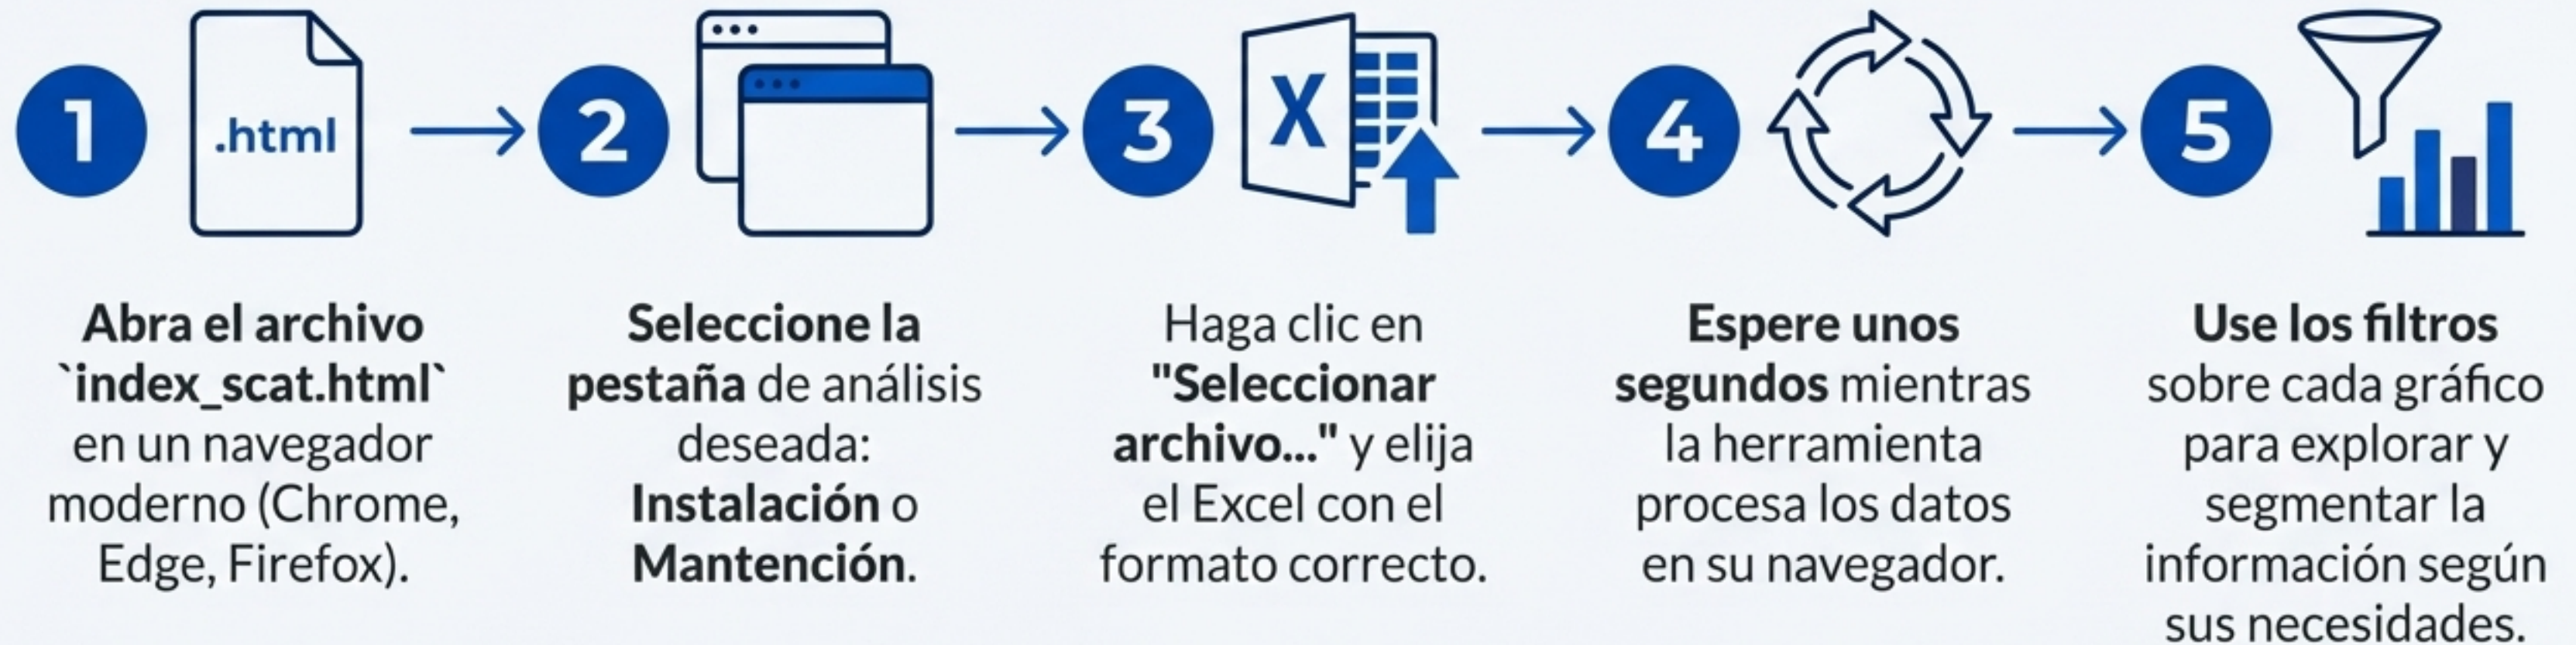 1
.html
Abra el archivo
`index_scat.html`
en un navegador
moderno (Chrome,
Edge, Firefox).
2
Seleccione la
pestaña de análisis
deseada:
Instalación o
Mantención.
3
X
Haga clic en
"Seleccionar
archivo..." y elija
el Excel con el
formato correcto.
4
Espere unos
segundos mientras
la herramienta
procesa los datos
en su navegador.
5
Use los filtros
sobre cada gráfico
para explorar y
segmentar la
información según
sus necesidades.